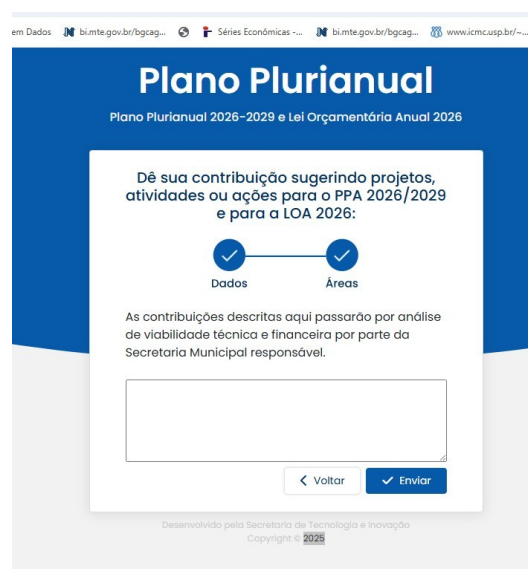 em Dados bi.mte.gov.br/bgcag... Séries Econômicas -... bi.mte.gov.br/bgcag... www.icmc.usp.br/~...
Plano Plurianual
Plano Plurianual 2026-2029 e Lei Orçamentária Anual 2026
Dê sua contribuição sugerindo projetos,
atividades ou ações para o PPA 2026/2029
e para a LOA 2026:
Dados Áreas
As contribuições descritas aqui passarão por análise
de viabilidade técnica e financeira por parte da
Secretaria Municipal responsável.
Voltar Enviar
Desenvolvido pela Secretaria de Tecnologia e Inovação
Copyright © 2025